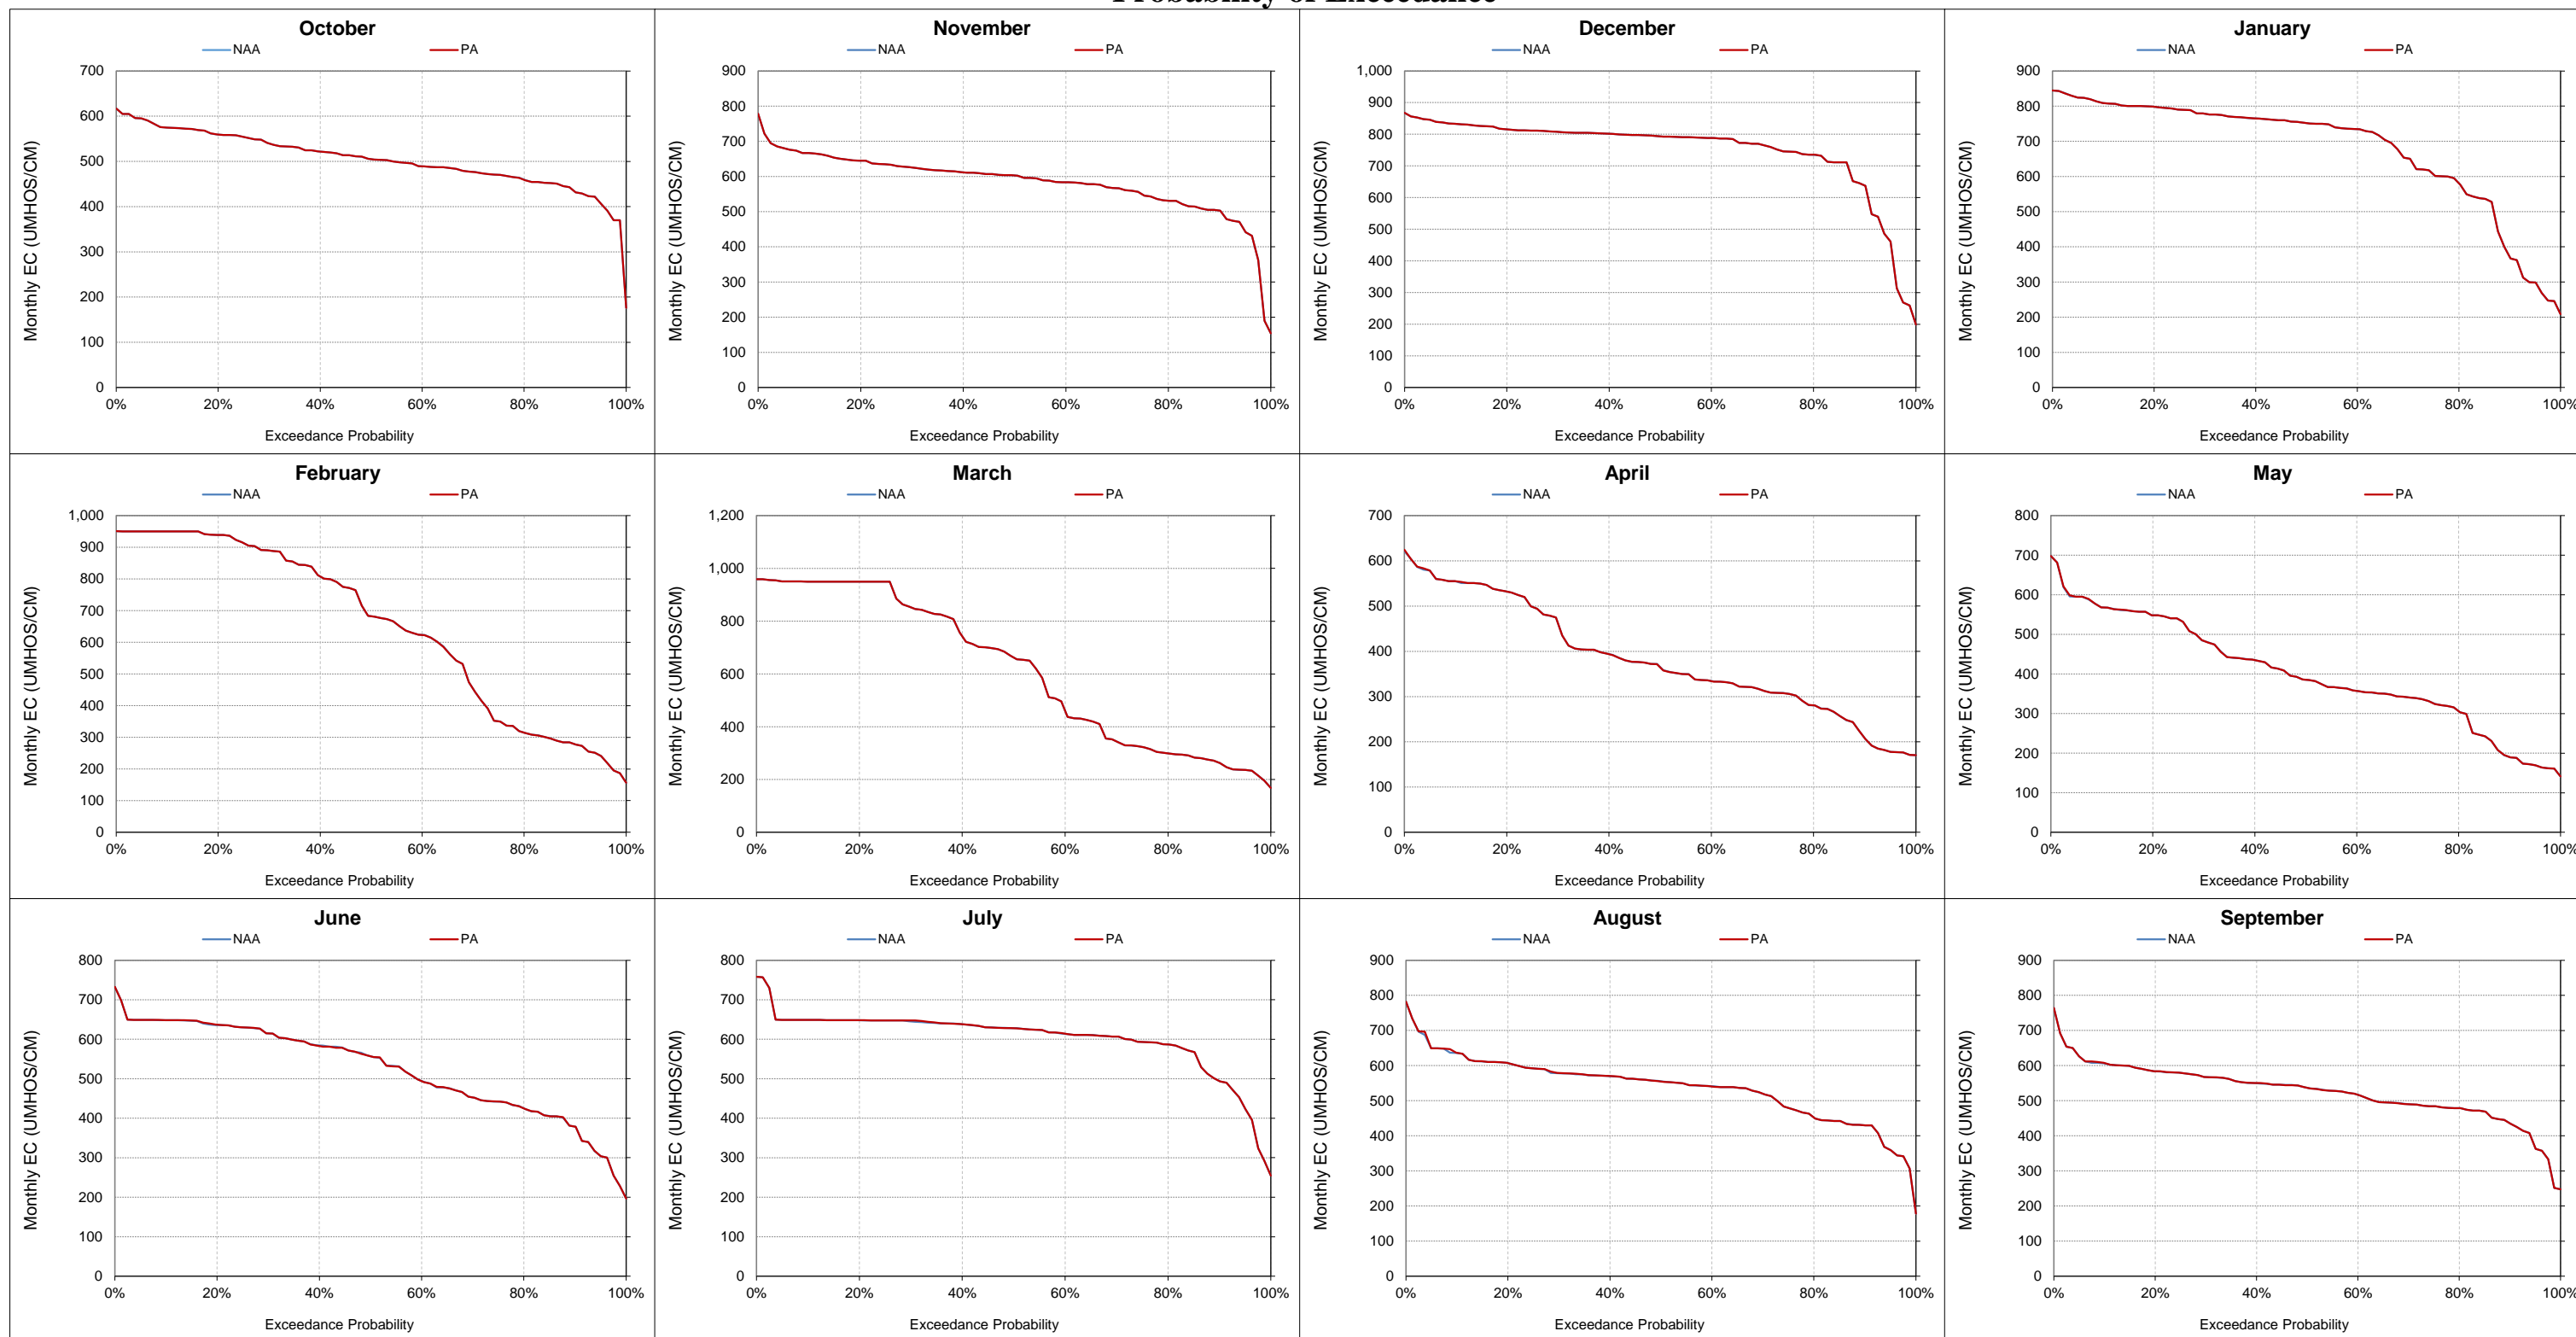 Probability of Exceedance
October
November
December
January
NAA PA
NAA PA
NAA PA
NAA PA
Monthly EC (UMHOS/CM)
700
600
500
400
300
200
100
0
0% 20% 40% 60% 80% 100%
Exceedance Probability
Monthly EC (UMHOS/CM)
900
800
700
600
500
400
300
200
100
0
0% 20% 40% 60% 80% 100%
Exceedance Probability
Monthly EC (UMHOS/CM)
1,000
900
800
700
600
500
400
300
200
100
0
0% 20% 40% 60% 80% 100%
Exceedance Probability
Monthly EC (UMHOS/CM)
900
800
700
600
500
400
300
200
100
0
0% 20% 40% 60% 80% 100%
Exceedance Probability
February
March
April
May
NAA PA
NAA PA
NAA PA
NAA PA
Monthly EC (UMHOS/CM)
1,000
900
800
700
600
500
400
300
200
100
0
0% 20% 40% 60% 80% 100%
Exceedance Probability
Monthly EC (UMHOS/CM)
1,200
1,000
800
600
400
200
0
0% 20% 40% 60% 80% 100%
Exceedance Probability
Monthly EC (UMHOS/CM)
700
600
500
400
300
200
100
0
0% 20% 40% 60% 80% 100%
Exceedance Probability
Monthly EC (UMHOS/CM)
800
700
600
500
400
300
200
100
0
0% 20% 40% 60% 80% 100%
Exceedance Probability
June
July
August
September
NAA PA
NAA PA
NAA PA
NAA PA
Monthly EC (UMHOS/CM)
800
700
600
500
400
300
200
100
0
0% 20% 40% 60% 80% 100%
Exceedance Probability
Monthly EC (UMHOS/CM)
800
700
600
500
400
300
200
100
0
0% 20% 40% 60% 80% 100%
Exceedance Probability
Monthly EC (UMHOS/CM)
900
800
700
600
500
400
300
200
100
0
0% 20% 40% 60% 80% 100%
Exceedance Probability
Monthly EC (UMHOS/CM)
900
800
700
600
500
400
300
200
100
0
0% 20% 40% 60% 80% 100%
Exceedance Probability